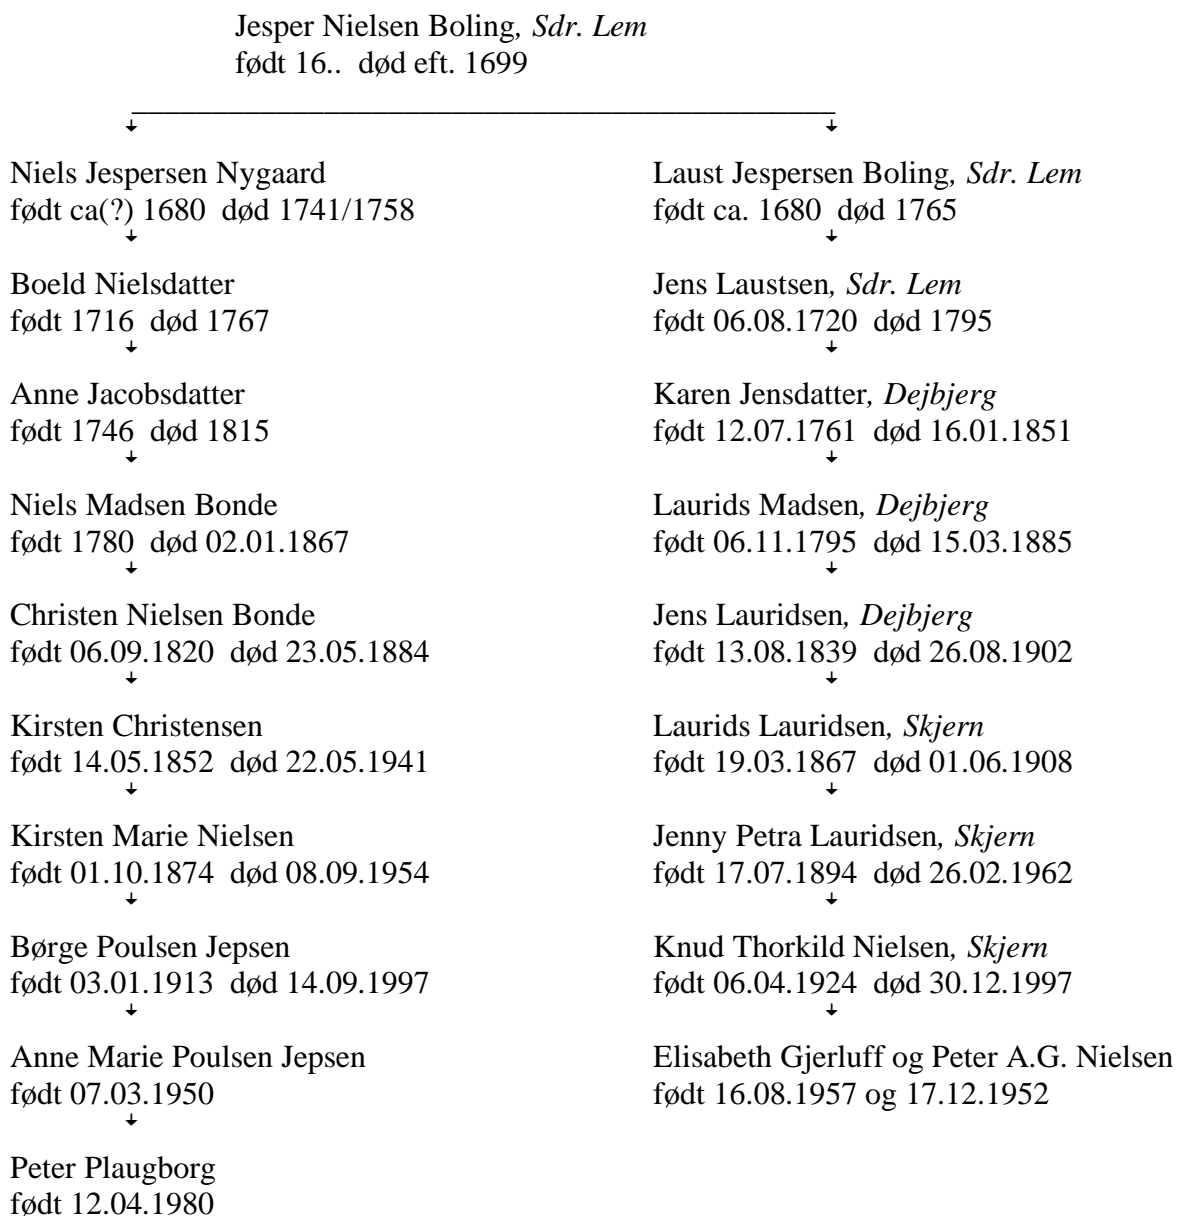 Jesper Nielsen Boling, Sdr. Lem
født 16.. død eft. 1699
Niels Jespersen Nygaard
født ca(?) 1680 død 1741/1758
Boeld Nielsdatter
født 1716 død 1767
Anne Jacobsdatter
født 1746 død 1815
Niels Madsen Bonde
født 1780 død 02.01.1867
Christen Nielsen Bonde
født 06.09.1820 død 23.05.1884
Kirsten Christensen
født 14.05.1852 død 22.05.1941
Kirsten Marie Nielsen
født 01.10.1874 død 08.09.1954
Børge Poulsen Jepsen
født 03.01.1913 død 14.09.1997
Anne Marie Poulsen Jepsen
født 07.03.1950
Peter Plaugborg
født 12.04.1980
Laust Jespersen Boling, Sdr. Lem
født ca. 1680 død 1765
Jens Laustsen, Sdr. Lem
født 06.08.1720 død 1795
Karen Jensdatter, Dejbjerg
født 12.07.1761 død 16.01.1851
Laurids Madsen, Dejbjerg
født 06.11.1795 død 15.03.1885
Jens Lauridsen, Dejbjerg
født 13.08.1839 død 26.08.1902
Laurids Lauridsen, Skjern
født 19.03.1867 død 01.06.1908
Jenny Petra Lauridsen, Skjern
født 17.07.1894 død 26.02.1962
Knud Thorkild Nielsen, Skjern
født 06.04.1924 død 30.12.1997
Elisabeth Gjerluff og Peter A.G. Nielsen
født 16.08.1957 og 17.12.1952